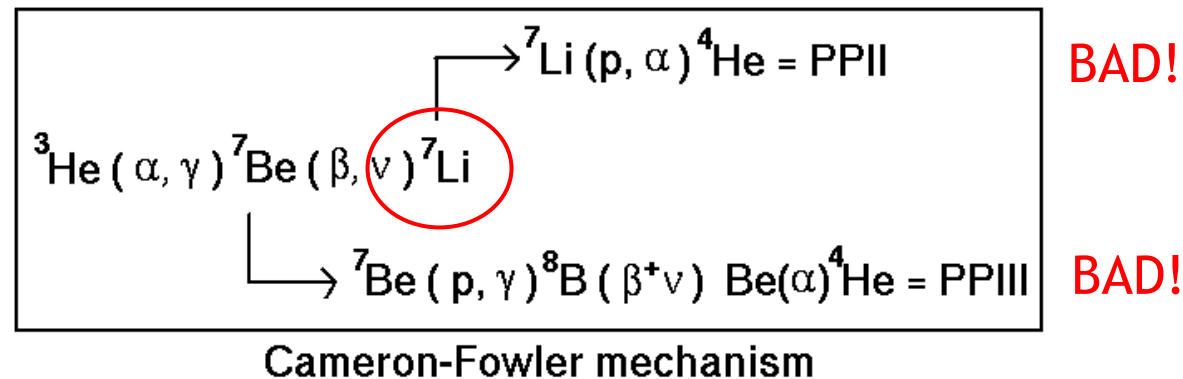 ⁷Li (p, α) ⁴He = PPII BAD!
³He ( α, γ ) ⁷Be ( β, ν ) ⁷Li
⁷Be ( p, γ ) ⁸B ( β⁺ν ) Be(α)⁴He = PPIII BAD!
Cameron-Fowler mechanism